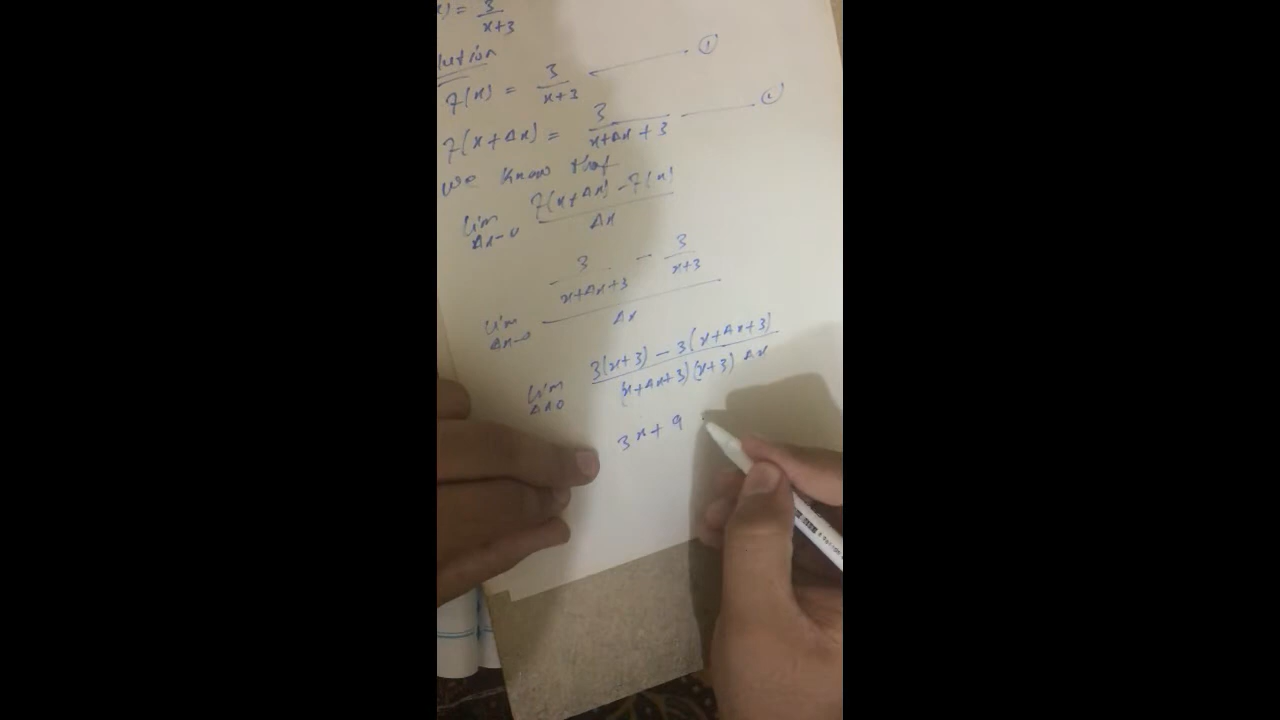 x) = 3/(x+3)
lution
f(x) = 3/(x+3) ①
f(x+Δx) = 3/(x+Δx+3) ②
We know that
lim Δx→0 (f(x+Δx) - f(x))/Δx
lim Δx→0 (3/(x+Δx+3) - 3/(x+3))/Δx
lim Δx→0 (3(x+3) - 3(x+Δx+3))/((x+Δx+3)(x+3) Δx)
3x+9